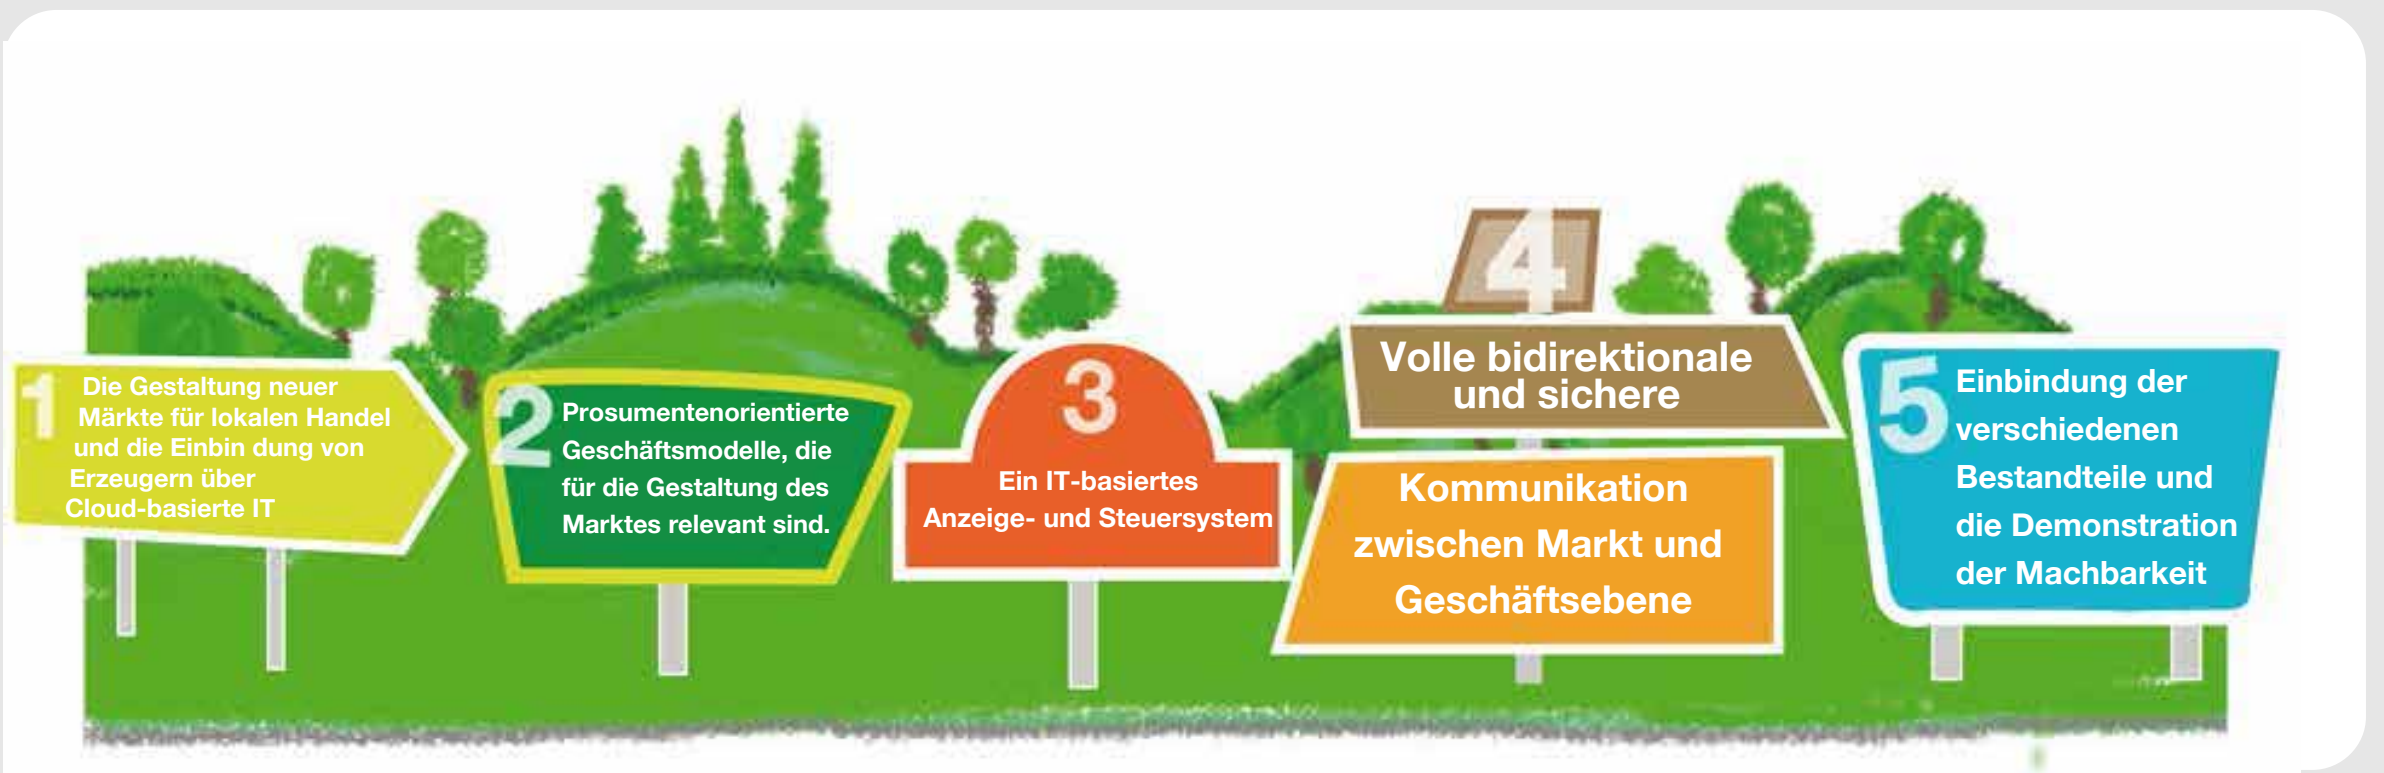 1
Die Gestaltung neuer
Märkte für lokalen Handel
und die Einbin dung von
Erzeugern über
Cloud-basierte IT
2
Prosumentenorientierte
Geschäftsmodelle, die
für die Gestaltung des
Marktes relevant sind.
3
Ein IT-basiertes
Anzeige- und Steuersystem
4
Volle bidirektionale
und sichere
Kommunikation
zwischen Markt und
Geschäftsebene
5
Einbindung der
verschiedenen
Bestandteile und
die Demonstration
der Machbarkeit